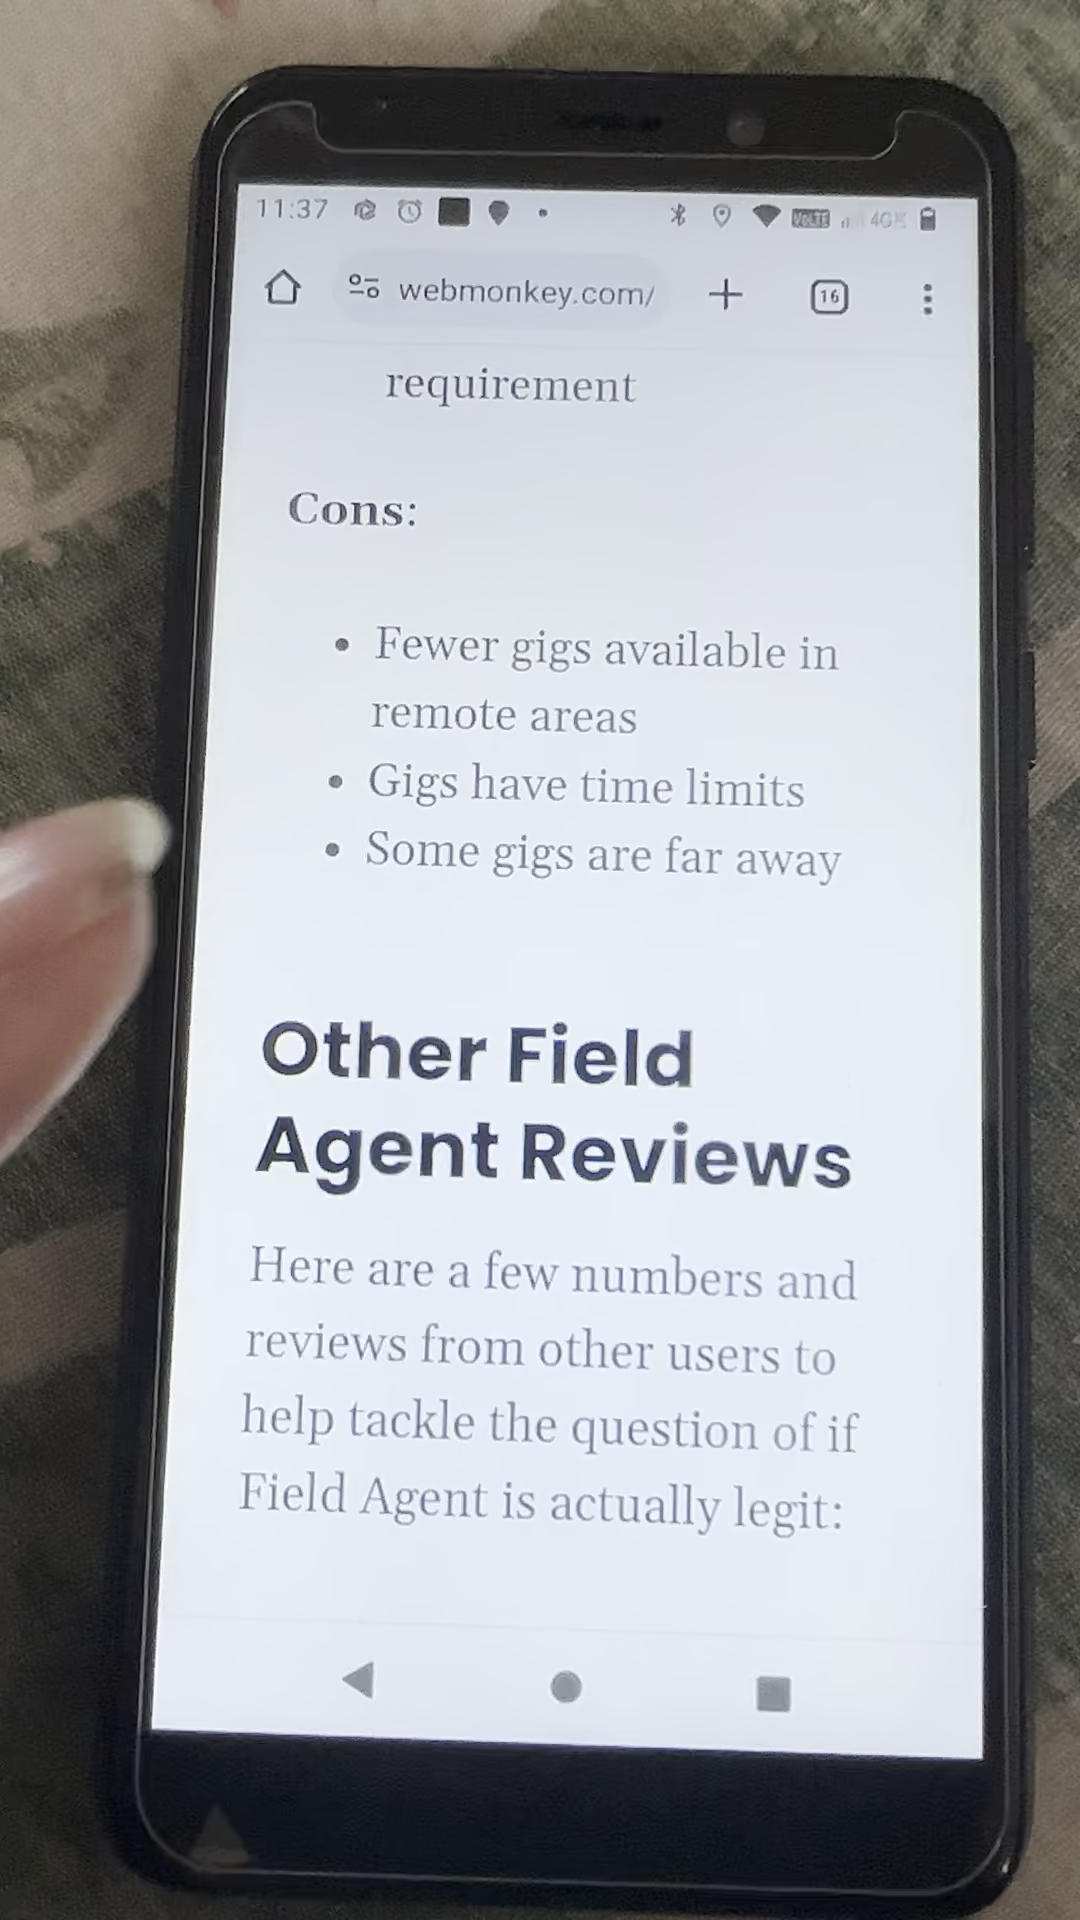 11:37
VoLTE 4G
webmonkey.com/
16
requirement
Cons:
• Fewer gigs available in
remote areas
• Gigs have time limits
• Some gigs are far away
Other Field
Agent Reviews
Here are a few numbers and
reviews from other users to
help tackle the question of if
Field Agent is actually legit: